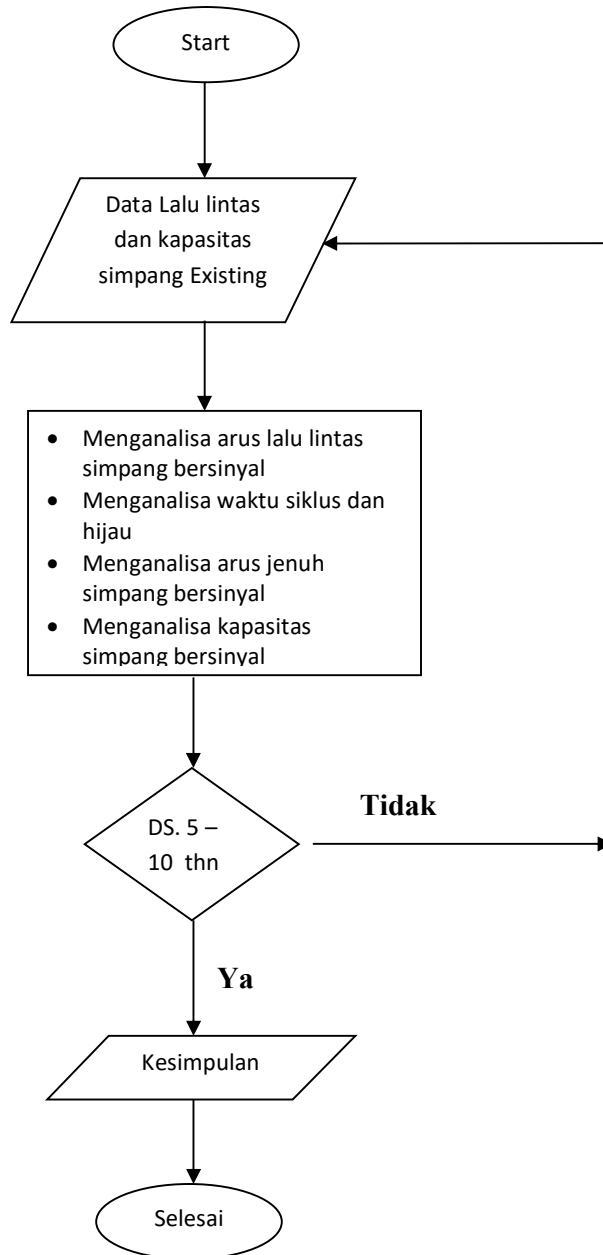 Start
Data Lalu lintas
dan kapasitas
simpang Existing
• Menganalisa arus lalu lintas
simpang bersinyal
• Menganalisa waktu siklus dan
hijau
• Menganalisa arus jenuh
simpang bersinyal
• Menganalisa kapasitas
simpang bersinyal
DS. 5 –
10 thn
Tidak
Ya
Kesimpulan
Selesai